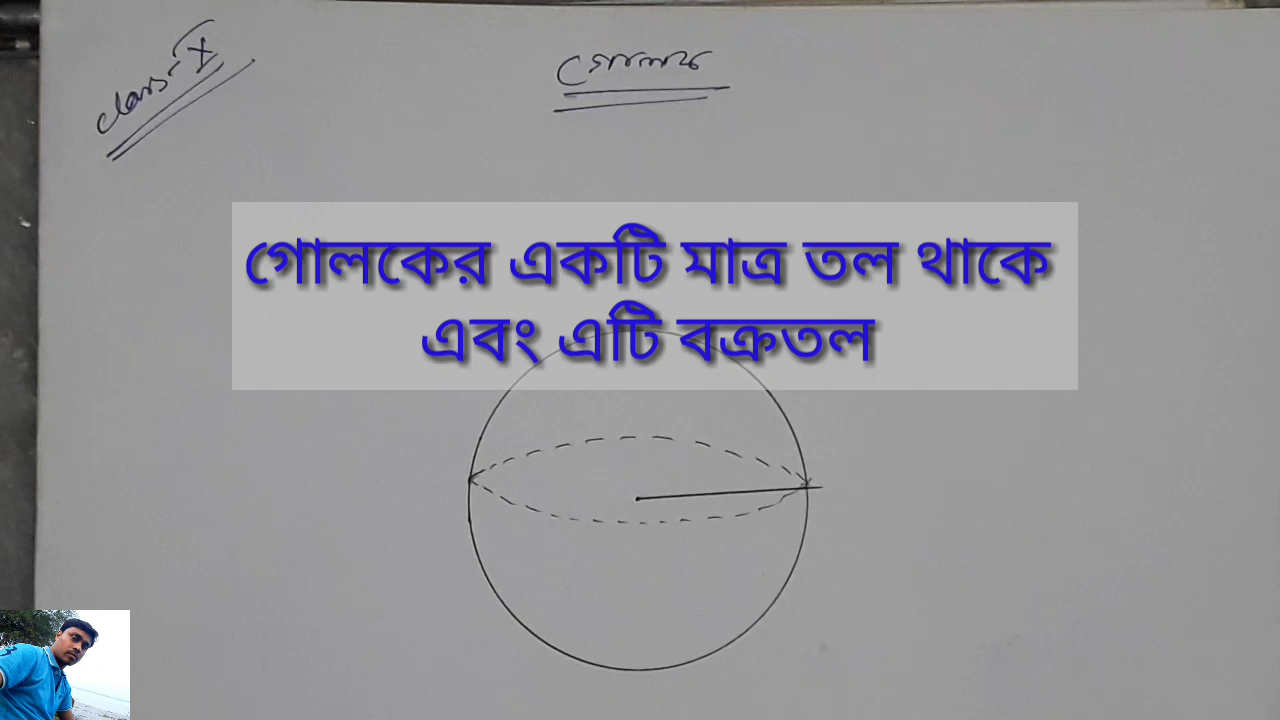 class-X
গোলক
গোলকের একটি মাত্র তল থাকে
এবং এটি বক্রতল